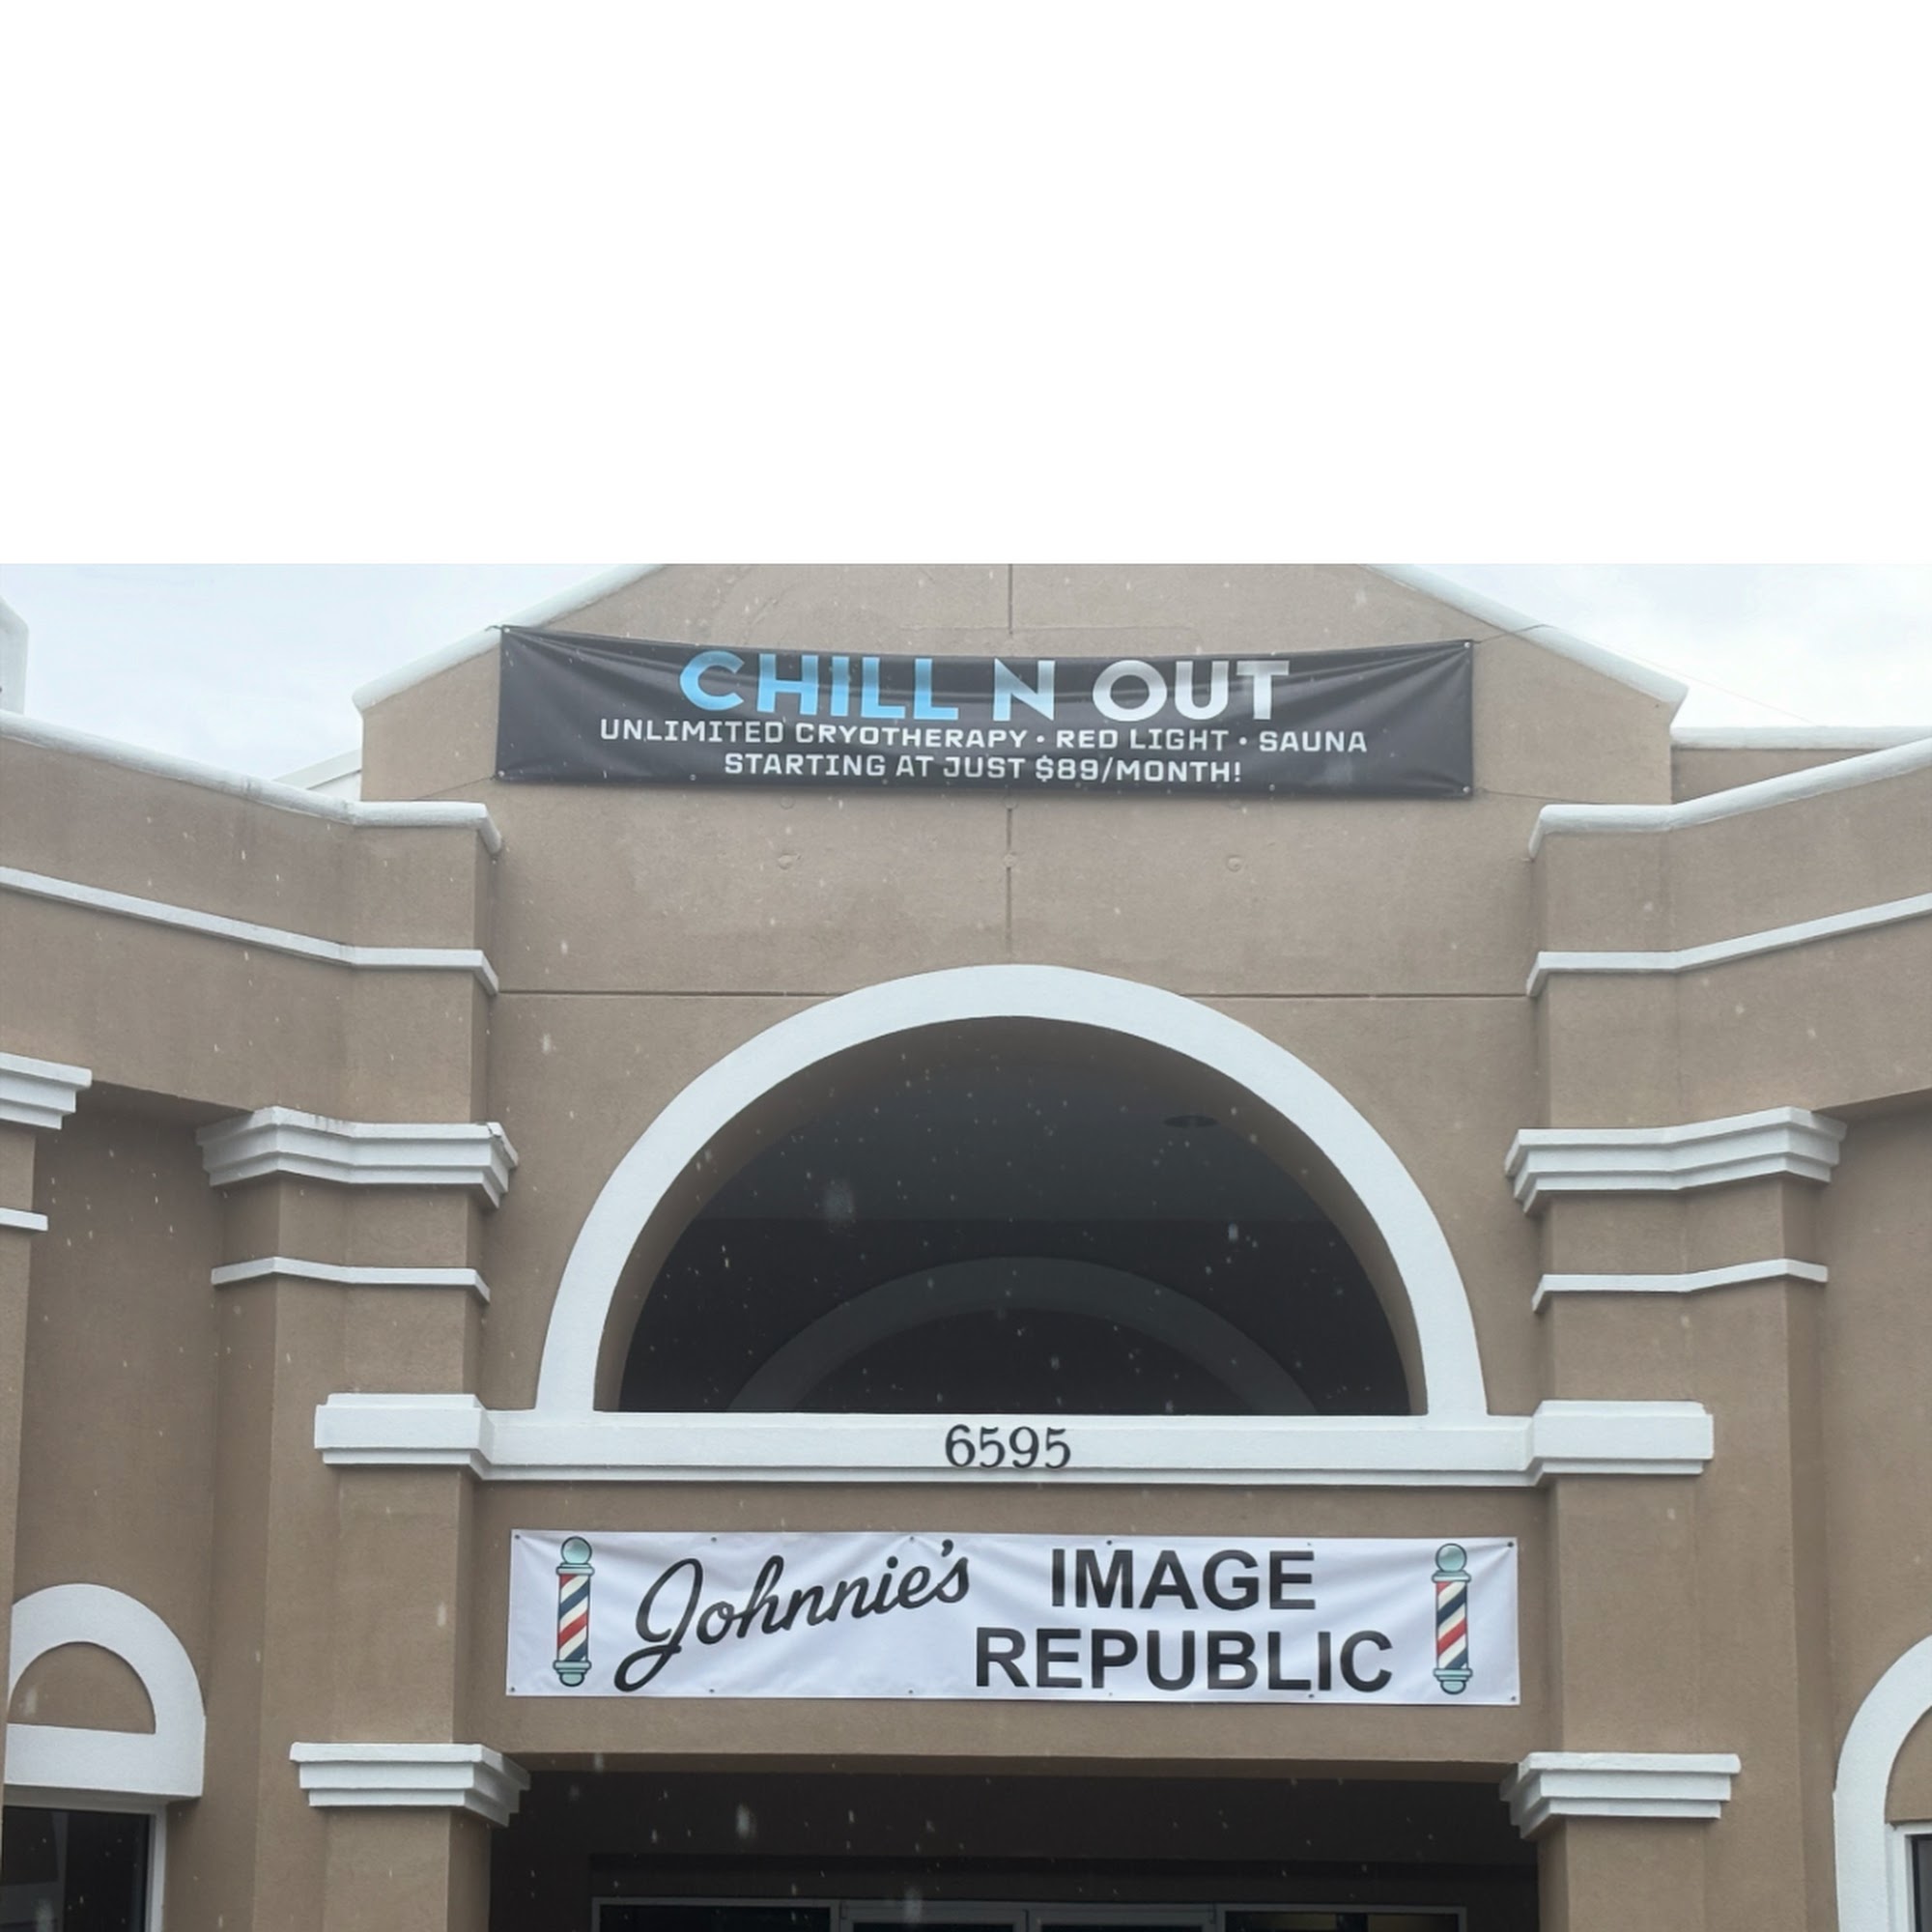 CHILL N OUT
UNLIMITED CRYOTHERAPY • RED LIGHT • SAUNA
STARTING AT JUST $89/MONTH!
6595
Johnnie's IMAGE
REPUBLIC